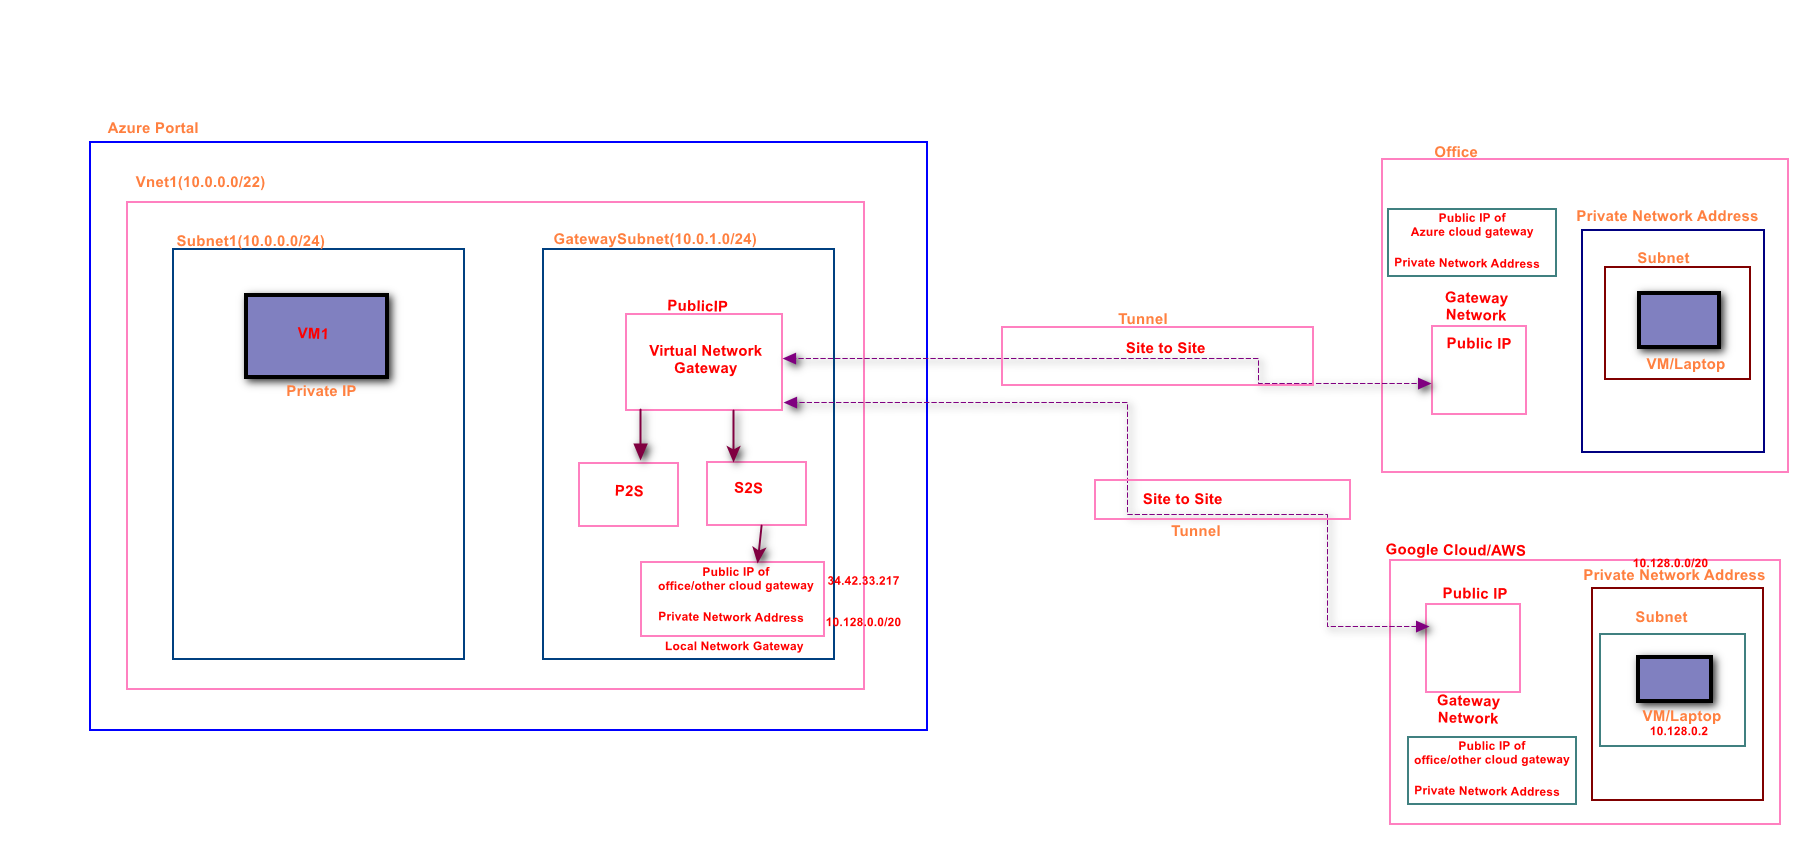 Azure Portal
Vnet1(10.0.0.0/22)
Subnet1(10.0.0.0/24)
VM1
Private IP
GatewaySubnet(10.0.1.0/24)
PublicIP
Virtual Network
Gateway
P2S
S2S
Public IP of
office/other cloud gateway
34.42.33.217
Private Network Address
10.128.0.0/20
Local Network Gateway
Tunnel
Site to Site
Site to Site
Tunnel
Office
Public IP of
Azure cloud gateway
Private Network Address
Gateway
Network
Public IP
Private Network Address
Subnet
VM/Laptop
Google Cloud/AWS
10.128.0.0/20
Private Network Address
Public IP
Gateway
Network
Subnet
VM/Laptop
10.128.0.2
Public IP of
office/other cloud gateway
Private Network Address